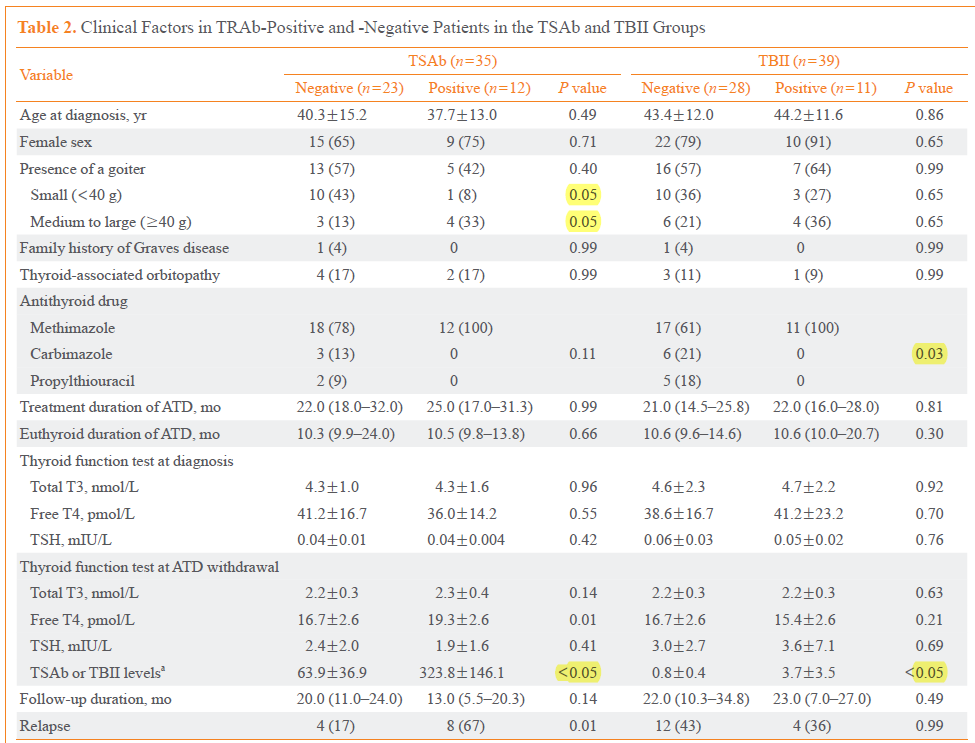 Table 2. Clinical Factors in TRAb-Positive and -Negative Patients in the TSAb and TBII Groups
Variable TSAb (n=35) TBII (n=39)
Negative (n=23) Positive (n=12) P value Negative (n=28) Positive (n=11) P value
Age at diagnosis, yr 40.3±15.2 37.7±13.0 0.49 43.4±12.0 44.2±11.6 0.86
Female sex 15 (65) 9 (75) 0.71 22 (79) 10 (91) 0.65
Presence of a goiter 13 (57) 5 (42) 0.40 16 (57) 7 (64) 0.99
Small (<40 g) 10 (43) 1 (8) 0.05 10 (36) 3 (27) 0.65
Medium to large (≥40 g) 3 (13) 4 (33) 0.05 6 (21) 4 (36) 0.65
Family history of Graves disease 1 (4) 0 0.99 1 (4) 0 0.99
Thyroid-associated orbitopathy 4 (17) 2 (17) 0.99 3 (11) 1 (9) 0.99
Antithyroid drug
Methimazole 18 (78) 12 (100) 17 (61) 11 (100)
Carbimazole 3 (13) 0 0.11 6 (21) 0 0.03
Propylthiouracil 2 (9) 0 5 (18) 0
Treatment duration of ATD, mo 22.0 (18.0–32.0) 25.0 (17.0–31.3) 0.99 21.0 (14.5–25.8) 22.0 (16.0–28.0) 0.81
Euthyroid duration of ATD, mo 10.3 (9.9–24.0) 10.5 (9.8–13.8) 0.66 10.6 (9.6–14.6) 10.6 (10.0–20.7) 0.30
Thyroid function test at diagnosis
Total T3, nmol/L 4.3±1.0 4.3±1.6 0.96 4.6±2.3 4.7±2.2 0.92
Free T4, pmol/L 41.2±16.7 36.0±14.2 0.55 38.6±16.7 41.2±23.2 0.70
TSH, mIU/L 0.04±0.01 0.04±0.004 0.42 0.06±0.03 0.05±0.02 0.76
Thyroid function test at ATD withdrawal
Total T3, nmol/L 2.2±0.3 2.3±0.4 0.14 2.2±0.3 2.2±0.3 0.63
Free T4, pmol/L 16.7±2.6 19.3±2.6 0.01 16.7±2.6 15.4±2.6 0.21
TSH, mIU/L 2.4±2.0 1.9±1.6 0.41 3.0±2.7 3.6±7.1 0.69
TSAb or TBII levelsᵃ 63.9±36.9 323.8±146.1 <0.05 0.8±0.4 3.7±3.5 <0.05
Follow-up duration, mo 20.0 (11.0–24.0) 13.0 (5.5–20.3) 0.14 22.0 (10.3–34.8) 23.0 (7.0–27.0) 0.49
Relapse 4 (17) 8 (67) 0.01 12 (43) 4 (36) 0.99